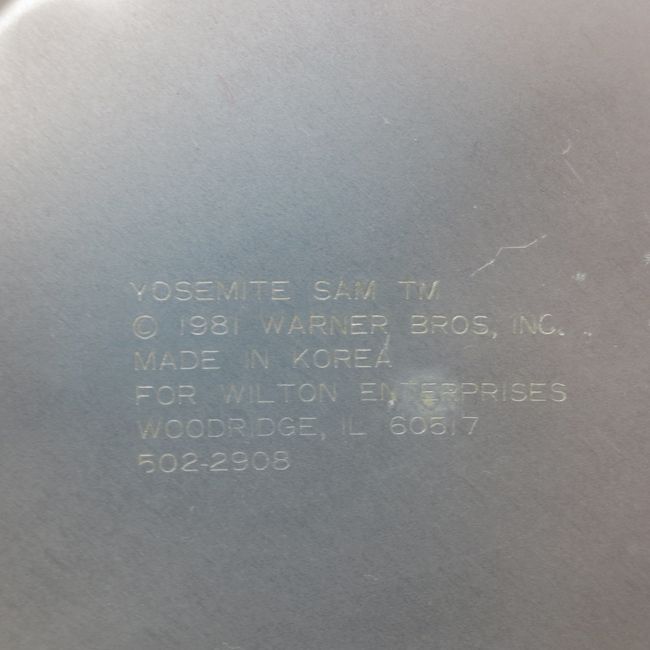 YOSEMITE SAM TM
© 1981 WARNER BROS, INC.
MADE IN KOREA
FOR WILTON ENTERPRISES
WOODRIDGE, IL 60517
502-2908